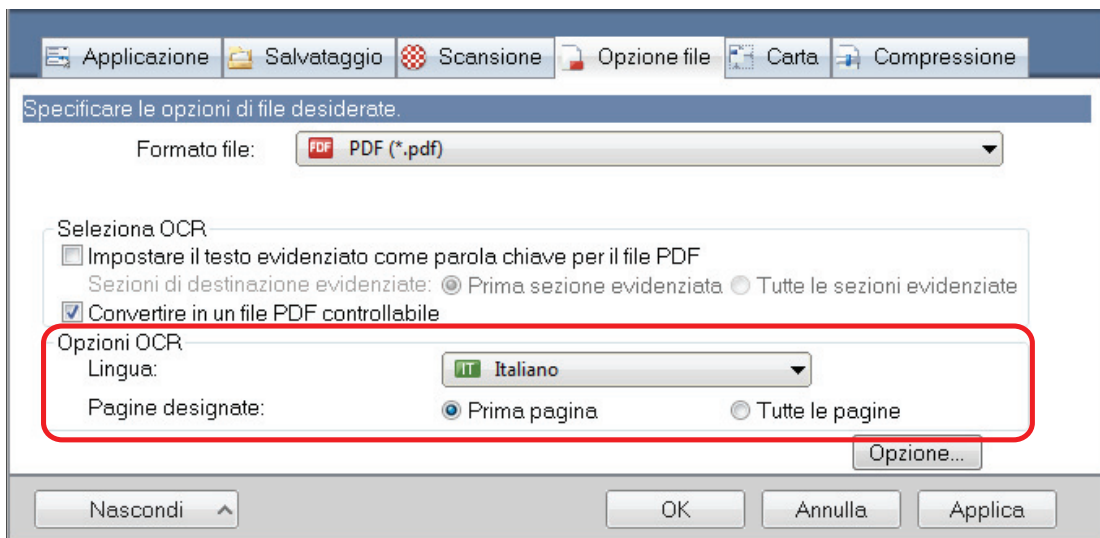 Applicazione Salvataggio Scansione Opzione file Carta Compressione
Specificare le opzioni di file desiderate.
Formato file: PDF PDF (*.pdf)
Seleziona OCR
Impostare il testo evidenziato come parola chiave per il file PDF
Sezioni di destinazione evidenziate: Prima sezione evidenziata Tutte le sezioni evidenziate
Convertire in un file PDF controllabile
Opzioni OCR
Lingua: IT Italiano
Pagine designate: Prima pagina Tutte le pagine
Opzione...
Nascondi OK Annulla Applica